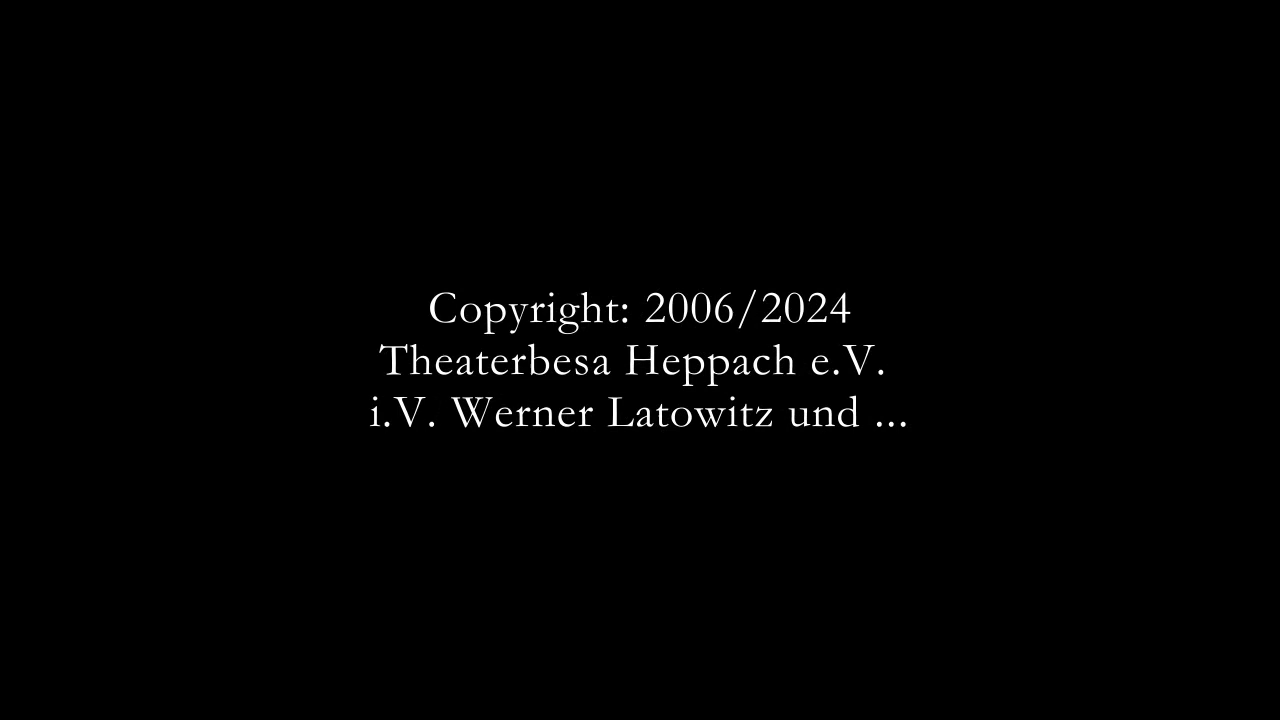 Copyright: 2006/2024
Theaterbesa Heppach e.V.
i.V. Werner Latowitz und ...